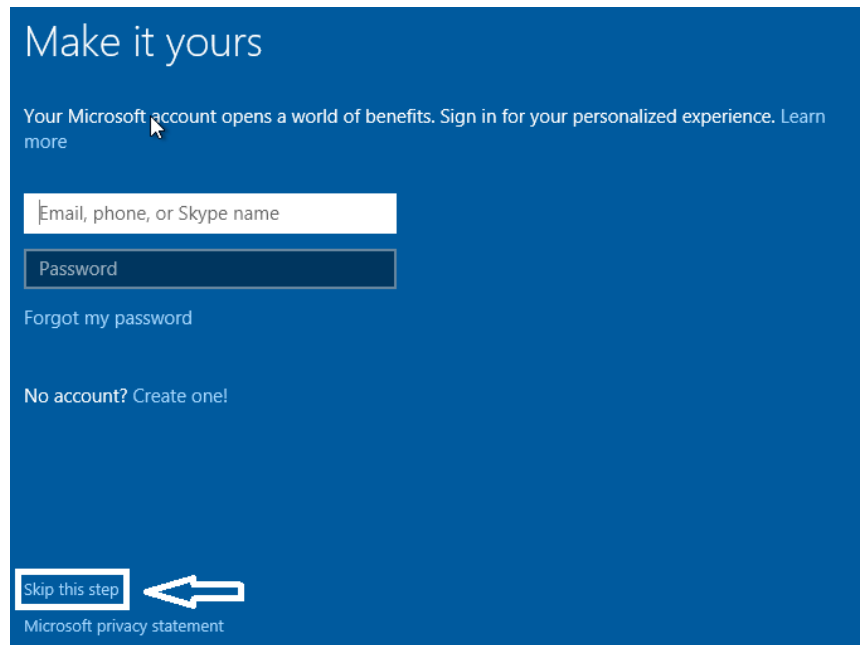 Make it yours
Your Microsoft account opens a world of benefits. Sign in for your personalized experience. Learn
more
Email, phone, or Skype name
Password
Forgot my password
No account? Create one!
Skip this step
Microsoft privacy statement